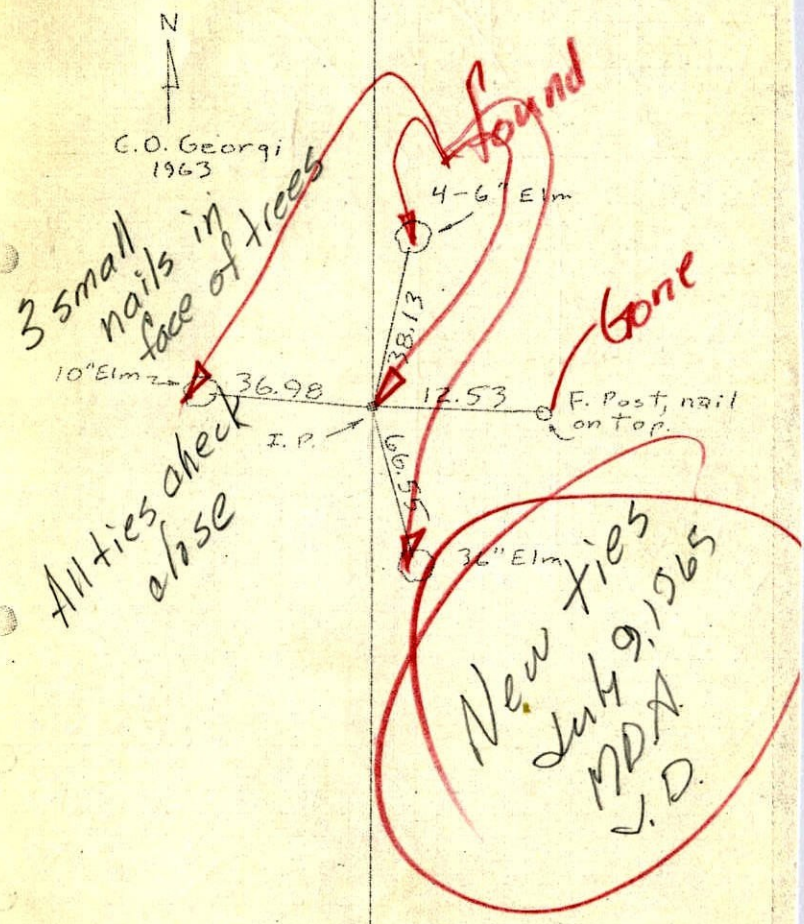 N
C.O. Georgi
1963
found
4-6" Elm
3 small
nails in
face of trees
Gone
38.13
10" Elm
36.98
12.53
F. Post, nail
on top.
I.P.
66.55
All ties check
close
36" Elm
New ties
July 9, 1965
MDA
J.D.